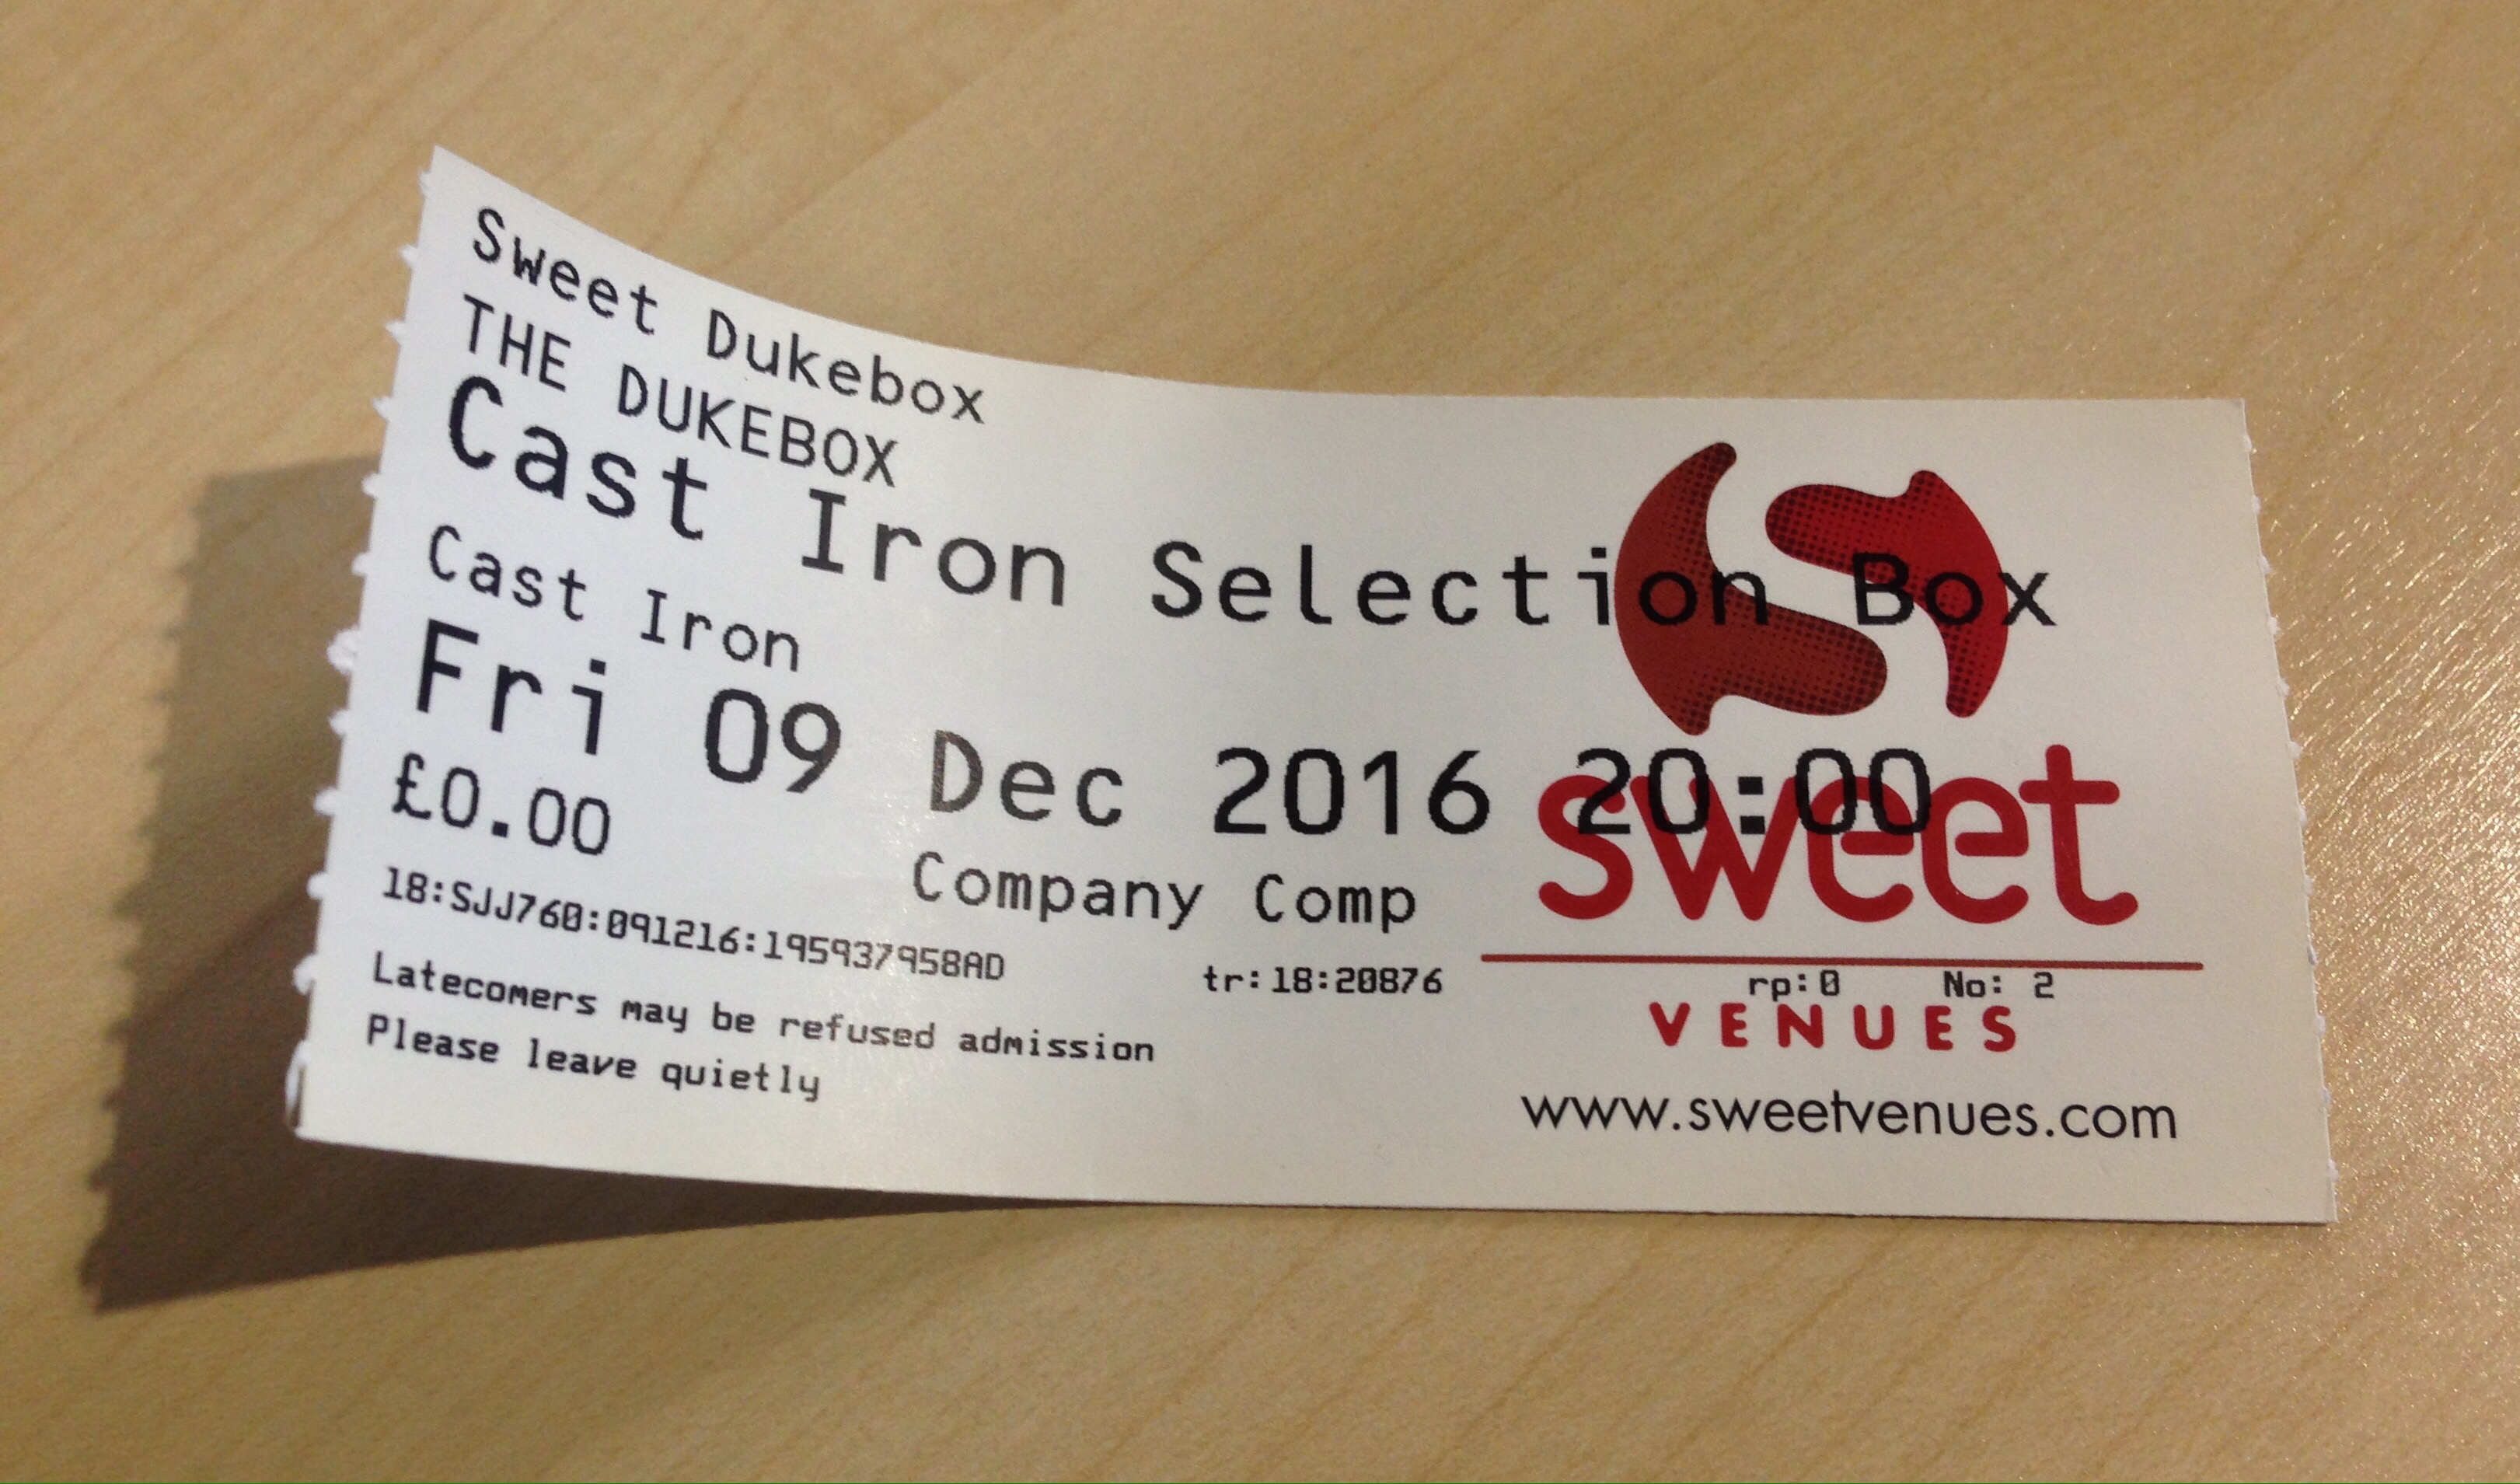 Sweet Dukebox
THE DUKEBOX
Cast Iron Selection Box
Cast Iron
Fri 09 Dec 2016 20:00
£0.00
Company Comp
sweet
18:SJJ760:091216:195937958AD
tr:18:20876
rp:0 No: 2
VENUES
Latecomers may be refused admission
Please leave quietly
www.sweetvenues.com